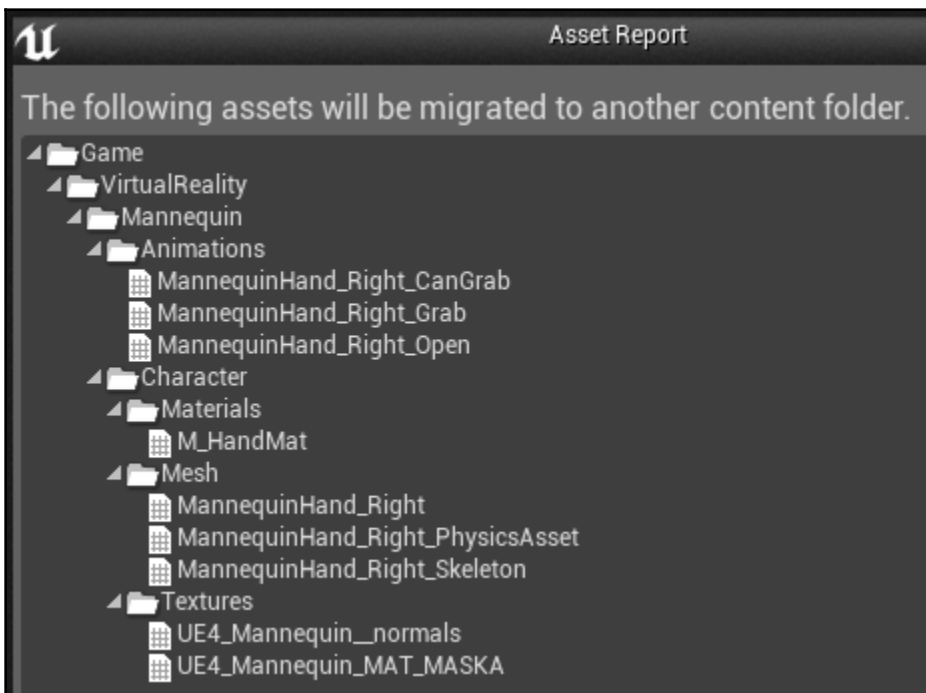 Asset Report
The following assets will be migrated to another content folder.
Game
VirtualReality
Mannequin
Animations
MannequinHand_Right_CanGrab
MannequinHand_Right_Grab
MannequinHand_Right_Open
Character
Materials
M_HandMat
Mesh
MannequinHand_Right
MannequinHand_Right_PhysicsAsset
MannequinHand_Right_Skeleton
Textures
UE4_Mannequin__normals
UE4_Mannequin_MAT_MASKA